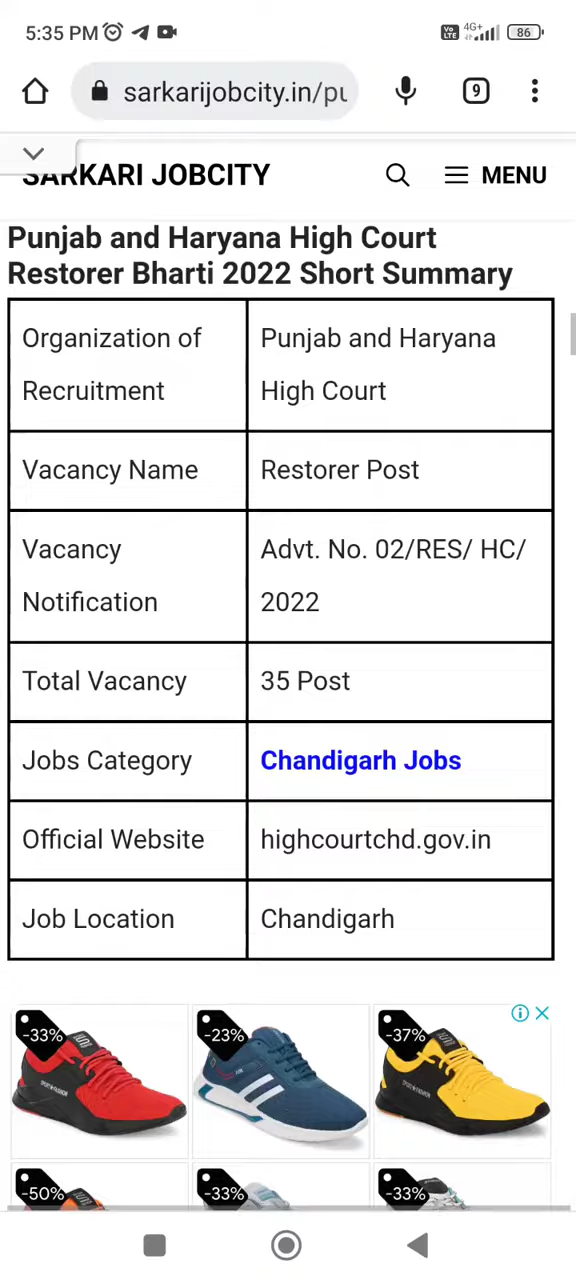 5:35 PM
Vo LTE 4G+ 86
sarkarijobcity.in/pu
9
SARKARI JOBCITY
MENU
Punjab and Haryana High Court
Restorer Bharti 2022 Short Summary
Organization of
Recruitment
Punjab and Haryana
High Court
Vacancy Name
Restorer Post
Vacancy
Notification
Advt. No. 02/RES/ HC/
2022
Total Vacancy
35 Post
Jobs Category
Chandigarh Jobs
Official Website
highcourtchd.gov.in
Job Location
Chandigarh
-33%
-23%
-37%
-50%
-33%
-33%